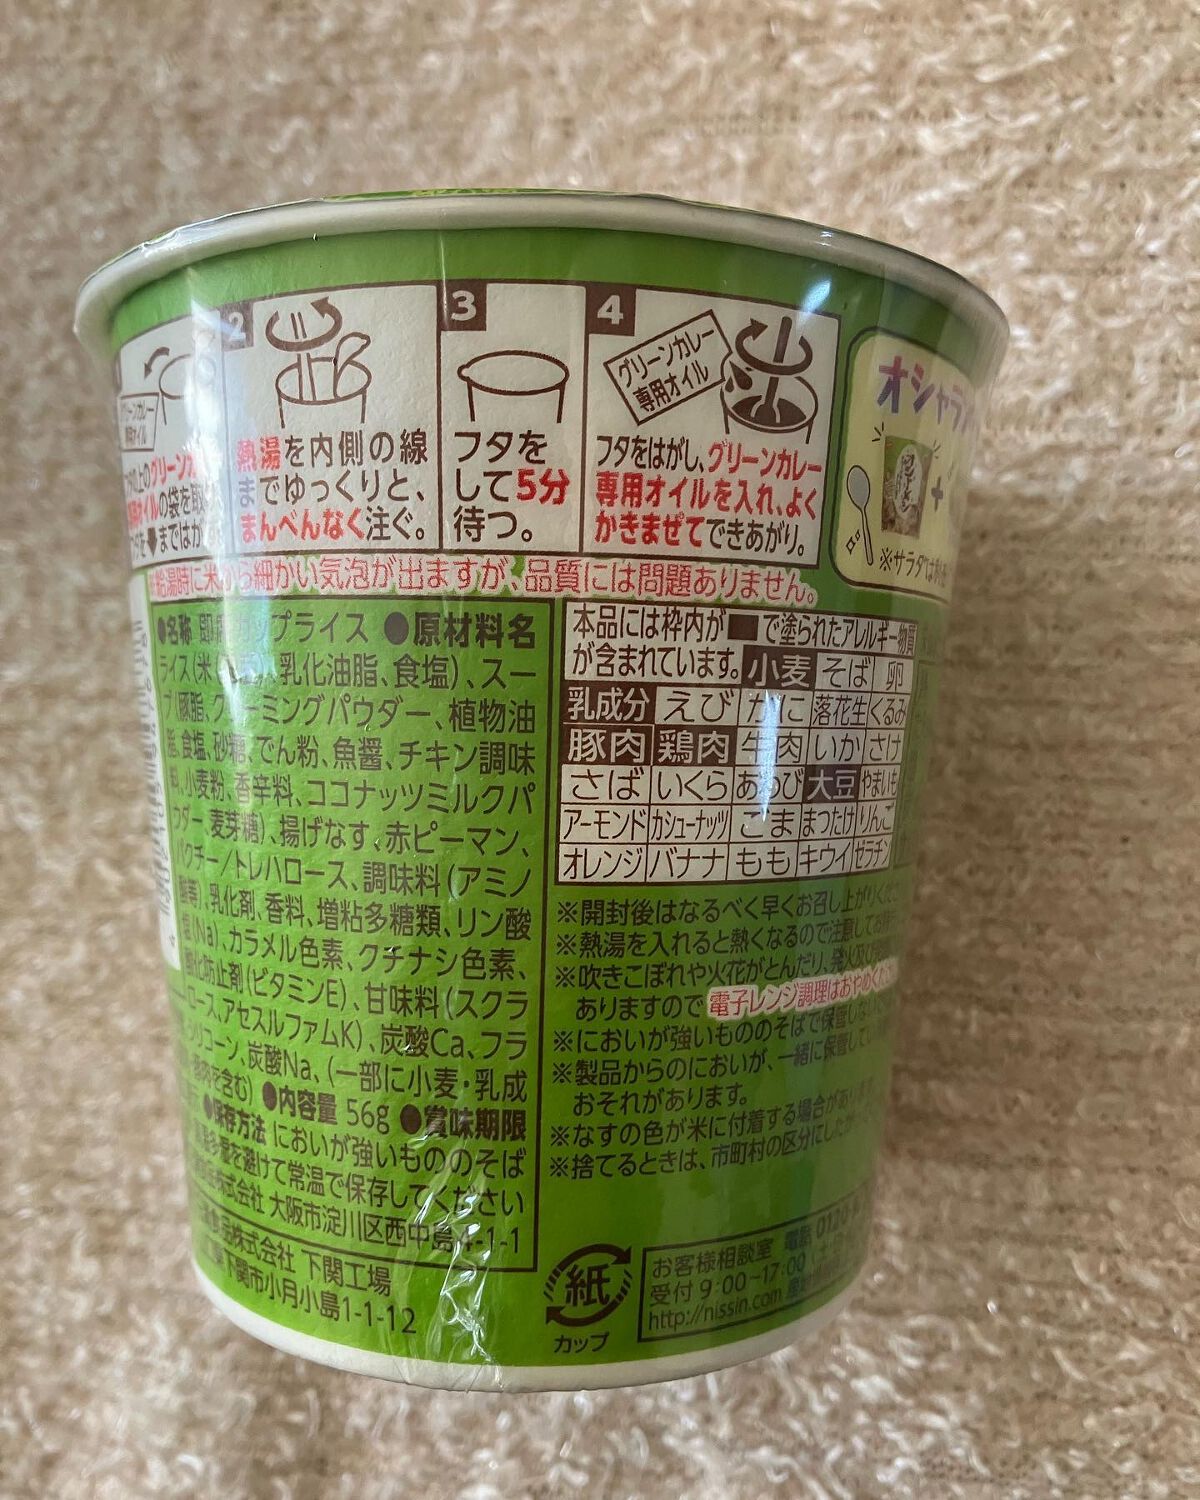 2
熱湯を内側の線
までゆっくりと、
まんべんなく注ぐ。
3
フタを
して5分
待つ。
4
グリーンカレー
専用オイル
フタをはがし、グリーンカレー
専用オイルを入れ、よく
かきまぜてできあがり。
オシャラ
+
※サラダは
給湯時に米から細かい気泡が出ますが、品質には問題ありません。
●名称 即席カップライス ●原材料名
ライス(米、乳化油脂、食塩)、スー
プ(豚脂、クリーミングパウダー、植物油
脂、食塩、砂糖、でん粉、魚醤、チキン調味
料、小麦粉、香辛料、ココナッツミルクパ
ウダー、麦芽糖)、揚げなす、赤ピーマン、
パクチー/トレハロース、調味料(アミノ
酸等)、乳化剤、香料、増粘多糖類、リン酸
塩(Na)、カラメル色素、クチナシ色素、
酸化防止剤(ビタミンE)、甘味料(スクラ
ロース、アセスルファムK)、炭酸Ca、フラ
シリコーン、炭酸Na、(一部に小麦・乳成
を含む) ●内容量 56g ●賞味期限
●保存方法 においが強いもののそば
多湿を避けて常温で保存してください
株式会社 大阪市淀川区西中島4-1-1
食品株式会社 下関工場
下関市小月小島1-1-12
本品には枠内が■で塗られたアレルギー物質
が含まれています。 小麦 そば 卵
乳成分 えび かに 落花生 くるみ
豚肉 鶏肉 牛肉 いか さけ
さば いくら あわび 大豆 やまいも
アーモンド カシューナッツ ごま まつたけ りんご
オレンジ バナナ もも キウイ ゼラチン
※開封後はなるべく早くお召し上がりくだ
※熱湯を入れると熱くなるので注意して
※吹きこぼれや火花がとんだり、発火及び
ありますので電子レンジ調理はおやめくだ
※においが強いもののそばで保管し
※製品からのにおいが、一緒に保管して
おそれがあります。
※なすの色が米に付着する場合があ
※捨てるときは、市町村の区分にした
紙
カップ
お客様相談室 電話 0120
受付 9:00~17:00
http://nissin.com